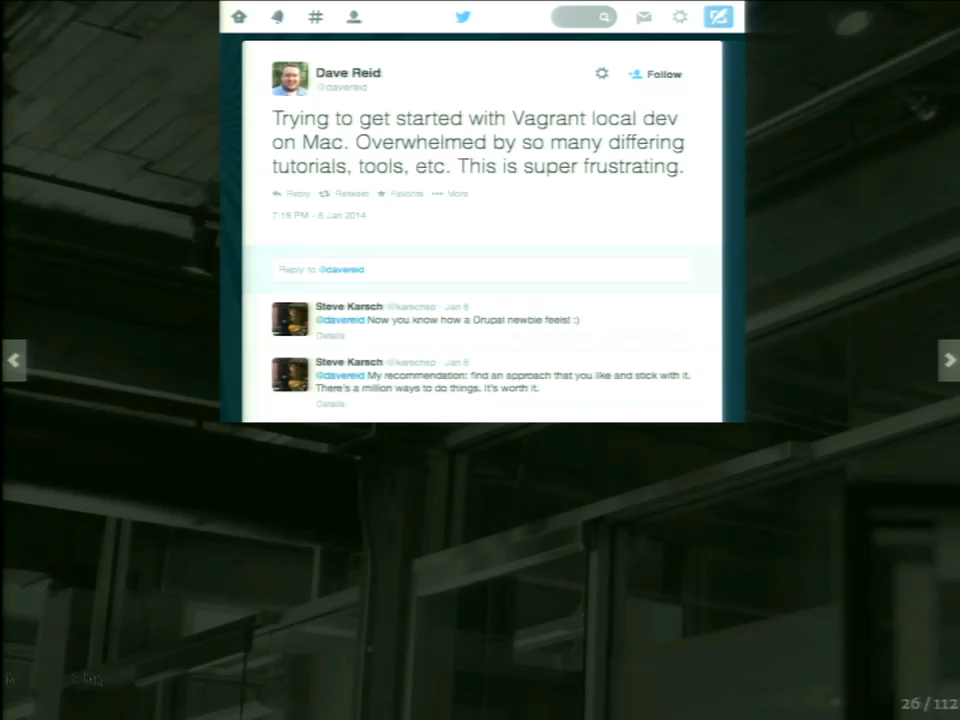 Dave Reid
@davereid
Follow
Trying to get started with Vagrant local dev
on Mac. Overwhelmed by so many differing
tutorials, tools, etc. This is super frustrating.
Reply Retweet Favorite More
7:18 PM - 8 Jan 2014
Reply to @davereid
Steve Karsch @karschsp · Jan 8
@davereid Now you know how a Drupal newbie feels! :)
Details
Steve Karsch @karschsp · Jan 8
@davereid My recommendation: find an approach that you like and stick with it.
There's a million ways to do things. It's worth it.
Details
26 / 112